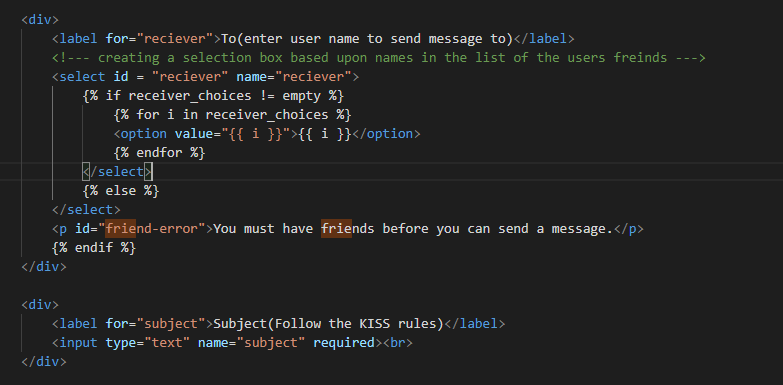 <div>
<label for="reciever">To(enter user name to send message to)</label>
<!--- creating a selection box based upon names in the list of the users freinds --->
<select id = "reciever" name="reciever">
{% if receiver_choices != empty %}
{% for i in receiver_choices %}
<option value="{{ i }}">{{ i }}</option>
{% endfor %}
</select>
{% else %}
</select>
<p id="friend-error">You must have friends before you can send a message.</p>
{% endif %}
</div>
<div>
<label for="subject">Subject(Follow the KISS rules)</label>
<input type="text" name="subject" required><br>
</div>